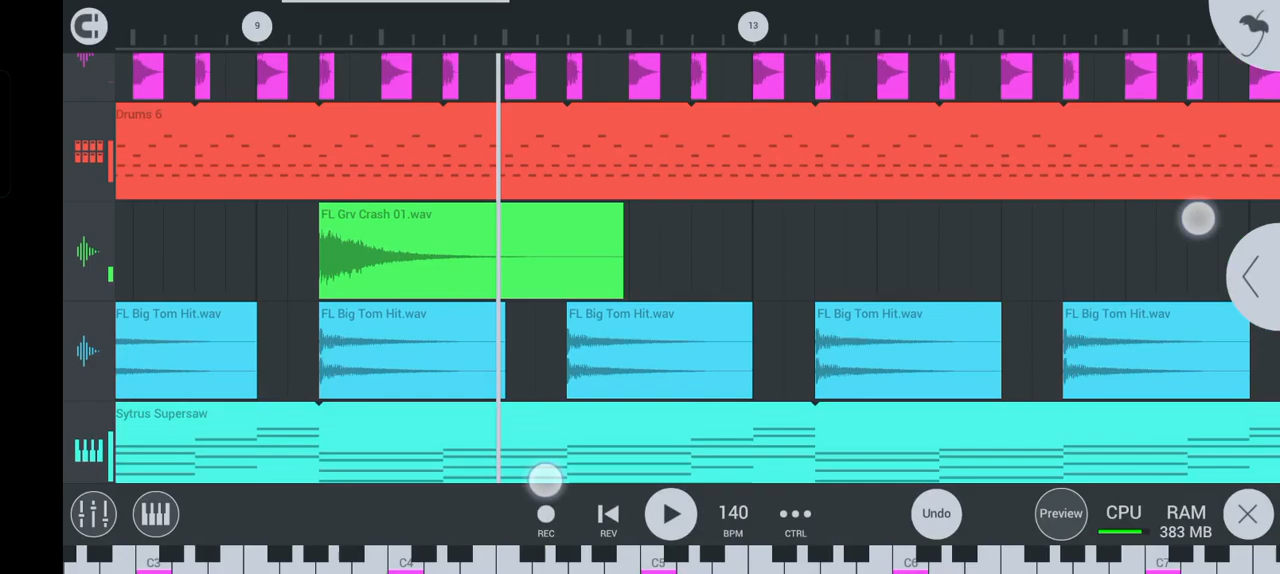 9
13
Drums 6
FL Grv Crash 01.wav
FL Big Tom Hit.wav
FL Big Tom Hit.wav
FL Big Tom Hit.wav
FL Big Tom Hit.wav
FL Big Tom Hit.wav
Sytrus Supersaw
REC
REV
140
BPM
CTRL
Undo
Preview
CPU
RAM
383 MB
C3
C4
C5
C6
C7